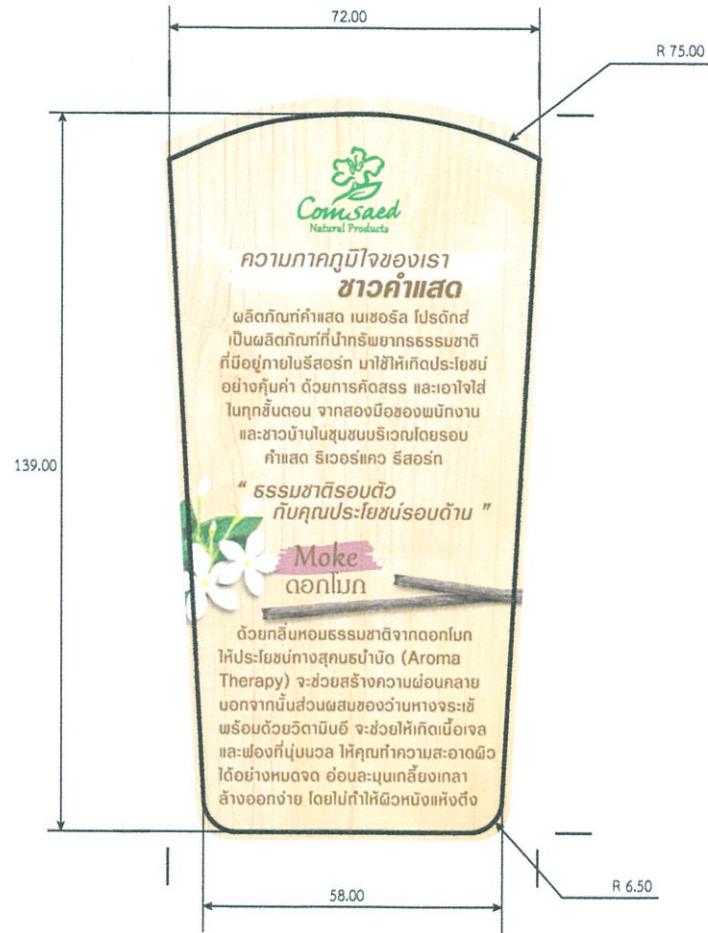 72.00
R 75.00
Comsaed
Natural Products
ความภาคภูมิใจของเรา
ชาวคำแสด
ผลิตภัณฑ์คำแสด เนเชอรัล โปรดักส์
เป็นผลิตภัณฑ์ที่นำทรัพยากรธรรมชาติ
ที่มีอยู่ภายในรีสอร์ท มาใช้ให้เกิดประโยชน์
อย่างคุ้มค่า ด้วยการคัดสรร และเอาใจใส่
ในทุกขั้นตอน จากสองมือของพนักงาน
และชาวบ้านในชุมชนบริเวณโดยรอบ
คำแสด ริเวอร์แคว รีสอร์ท
139.00
“ ธรรมชาติรอบตัว
กับคุณประโยชน์รอบด้าน ”
Moke
ดอกโมก
ด้วยกลิ่นหอมธรรมชาติจากดอกโมก
ให้ประโยชน์ทางสุคนธบำบัด (Aroma
Therapy) จะช่วยสร้างความผ่อนคลาย
นอกจากนั้นส่วนผสมของว่านหางจระเข้
พร้อมด้วยวิตามินอี จะช่วยให้เกิดเนื้อเจล
และฟองที่นุ่มนวล ให้คุณทำความสะอาดผิว
ได้อย่างหมดจด อ่อนละมุนเกลี้ยงเกลา
ล้างออกง่าย โดยไม่ทำให้ผิวหนังแห้งตึง
58.00
R 6.50